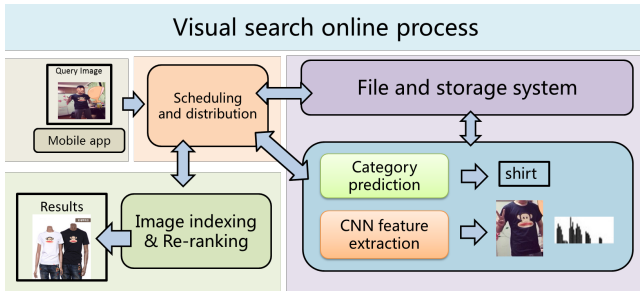 Visual search online process
Query Image
Mobile app
Scheduling
and distribution
File and storage system
Category
prediction
shirt
CNN feature
extraction
Image indexing
& Re-ranking
Results